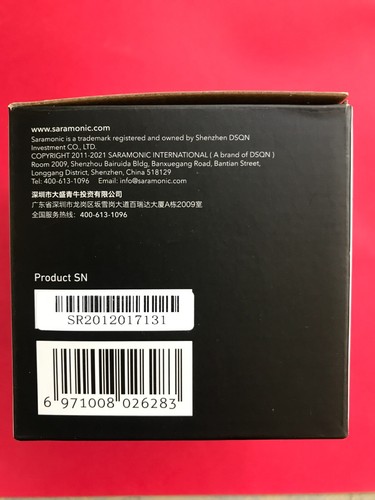 www.saramonic.com
Saramonic is a trademark registered and owned by Shenzhen DSQN
Investment CO., LTD.
COPYRIGHT 2011-2021 SARAMONIC INTERNATIONAL ( A brand of DSQN )
Room 2009, Shenzhou Bairuida Bldg, Banxuegang Road, Bantian Street,
Longgang District, Shenzhen, China 518129
Tel: 400-613-1096 Email: info@saramonic.com
深圳市大盛青牛投资有限公司
广东省深圳市龙岗区坂雪岗大道百瑞达大厦A栋2009室
全国服务热线: 400-613-1096
Product SN
SR2012017131
6 971008 026283